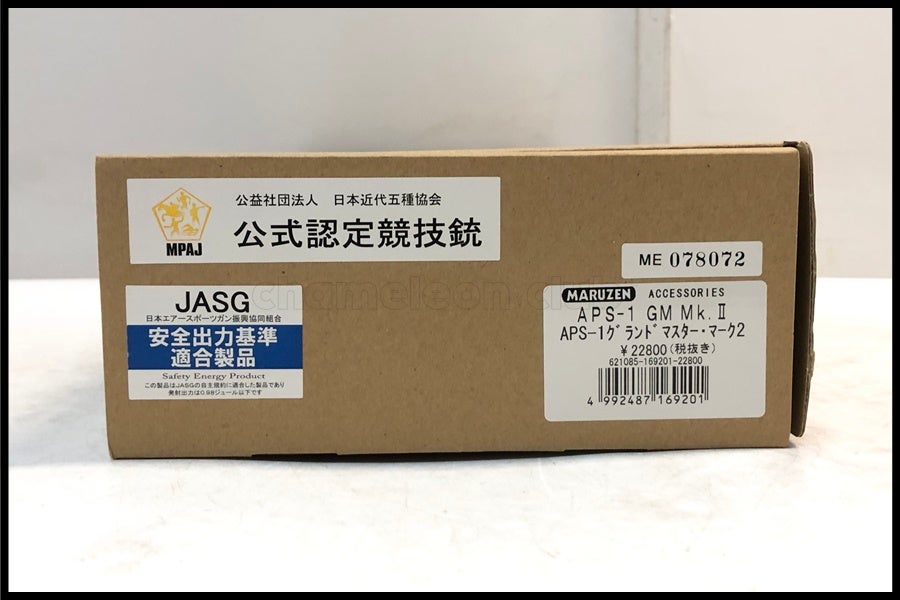 公益社団法人 日本近代五種協会
公式認定競技銃
MPAJ
ME 078072
JASG
日本エアースポーツガン振興協同組合
安全出力基準
適合製品
Safety Energy Product
この製品はJASGの自主規約に適合した製品であり
発射出力は0.98ジュール以下です
MARUZEN ACCESSORIES
APS-1 GM Mk.Ⅱ
APS-1グランドマスター・マーク2
￥22800(税抜き)
621085-169201-22800
4 992487 169201